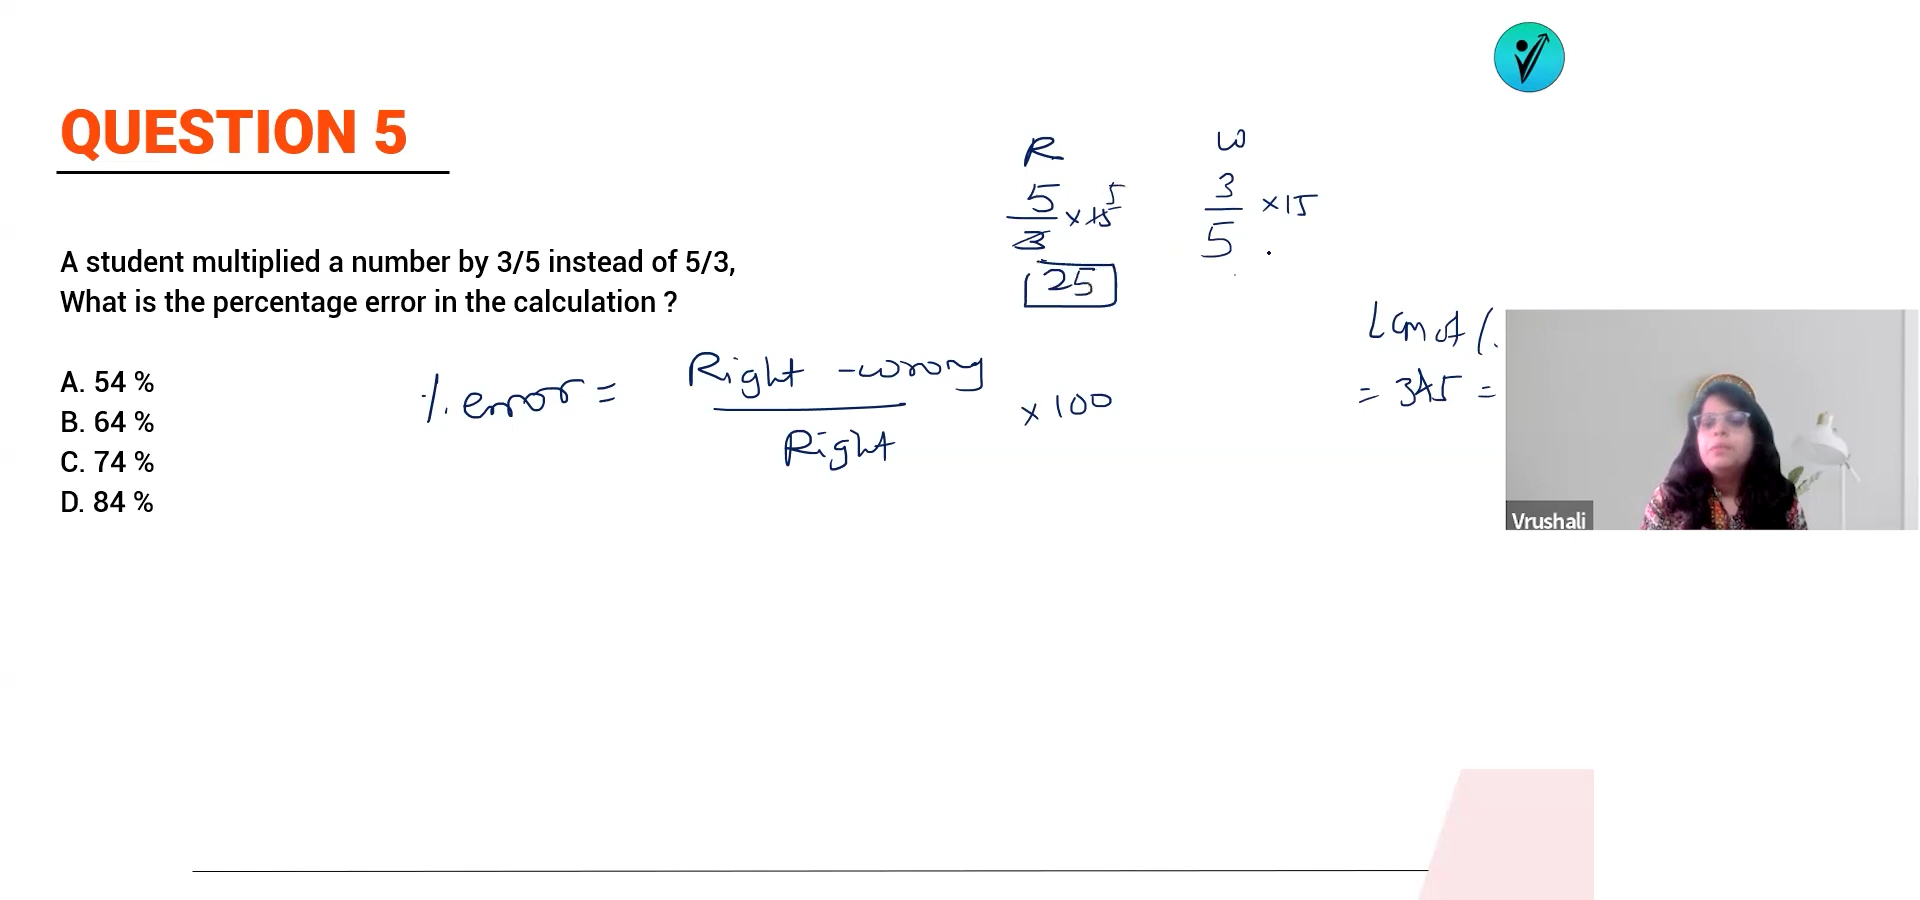 QUESTION 5
A student multiplied a number by 3/5 instead of 5/3,
What is the percentage error in the calculation ?
A. 54 %
B. 64 %
C. 74 %
D. 84 %
R
5/3 × 15 5
25
W
3/5 × 15
% error = Right - wrong / Right × 100
Lcm of (
= 3×5 =
Vrushali